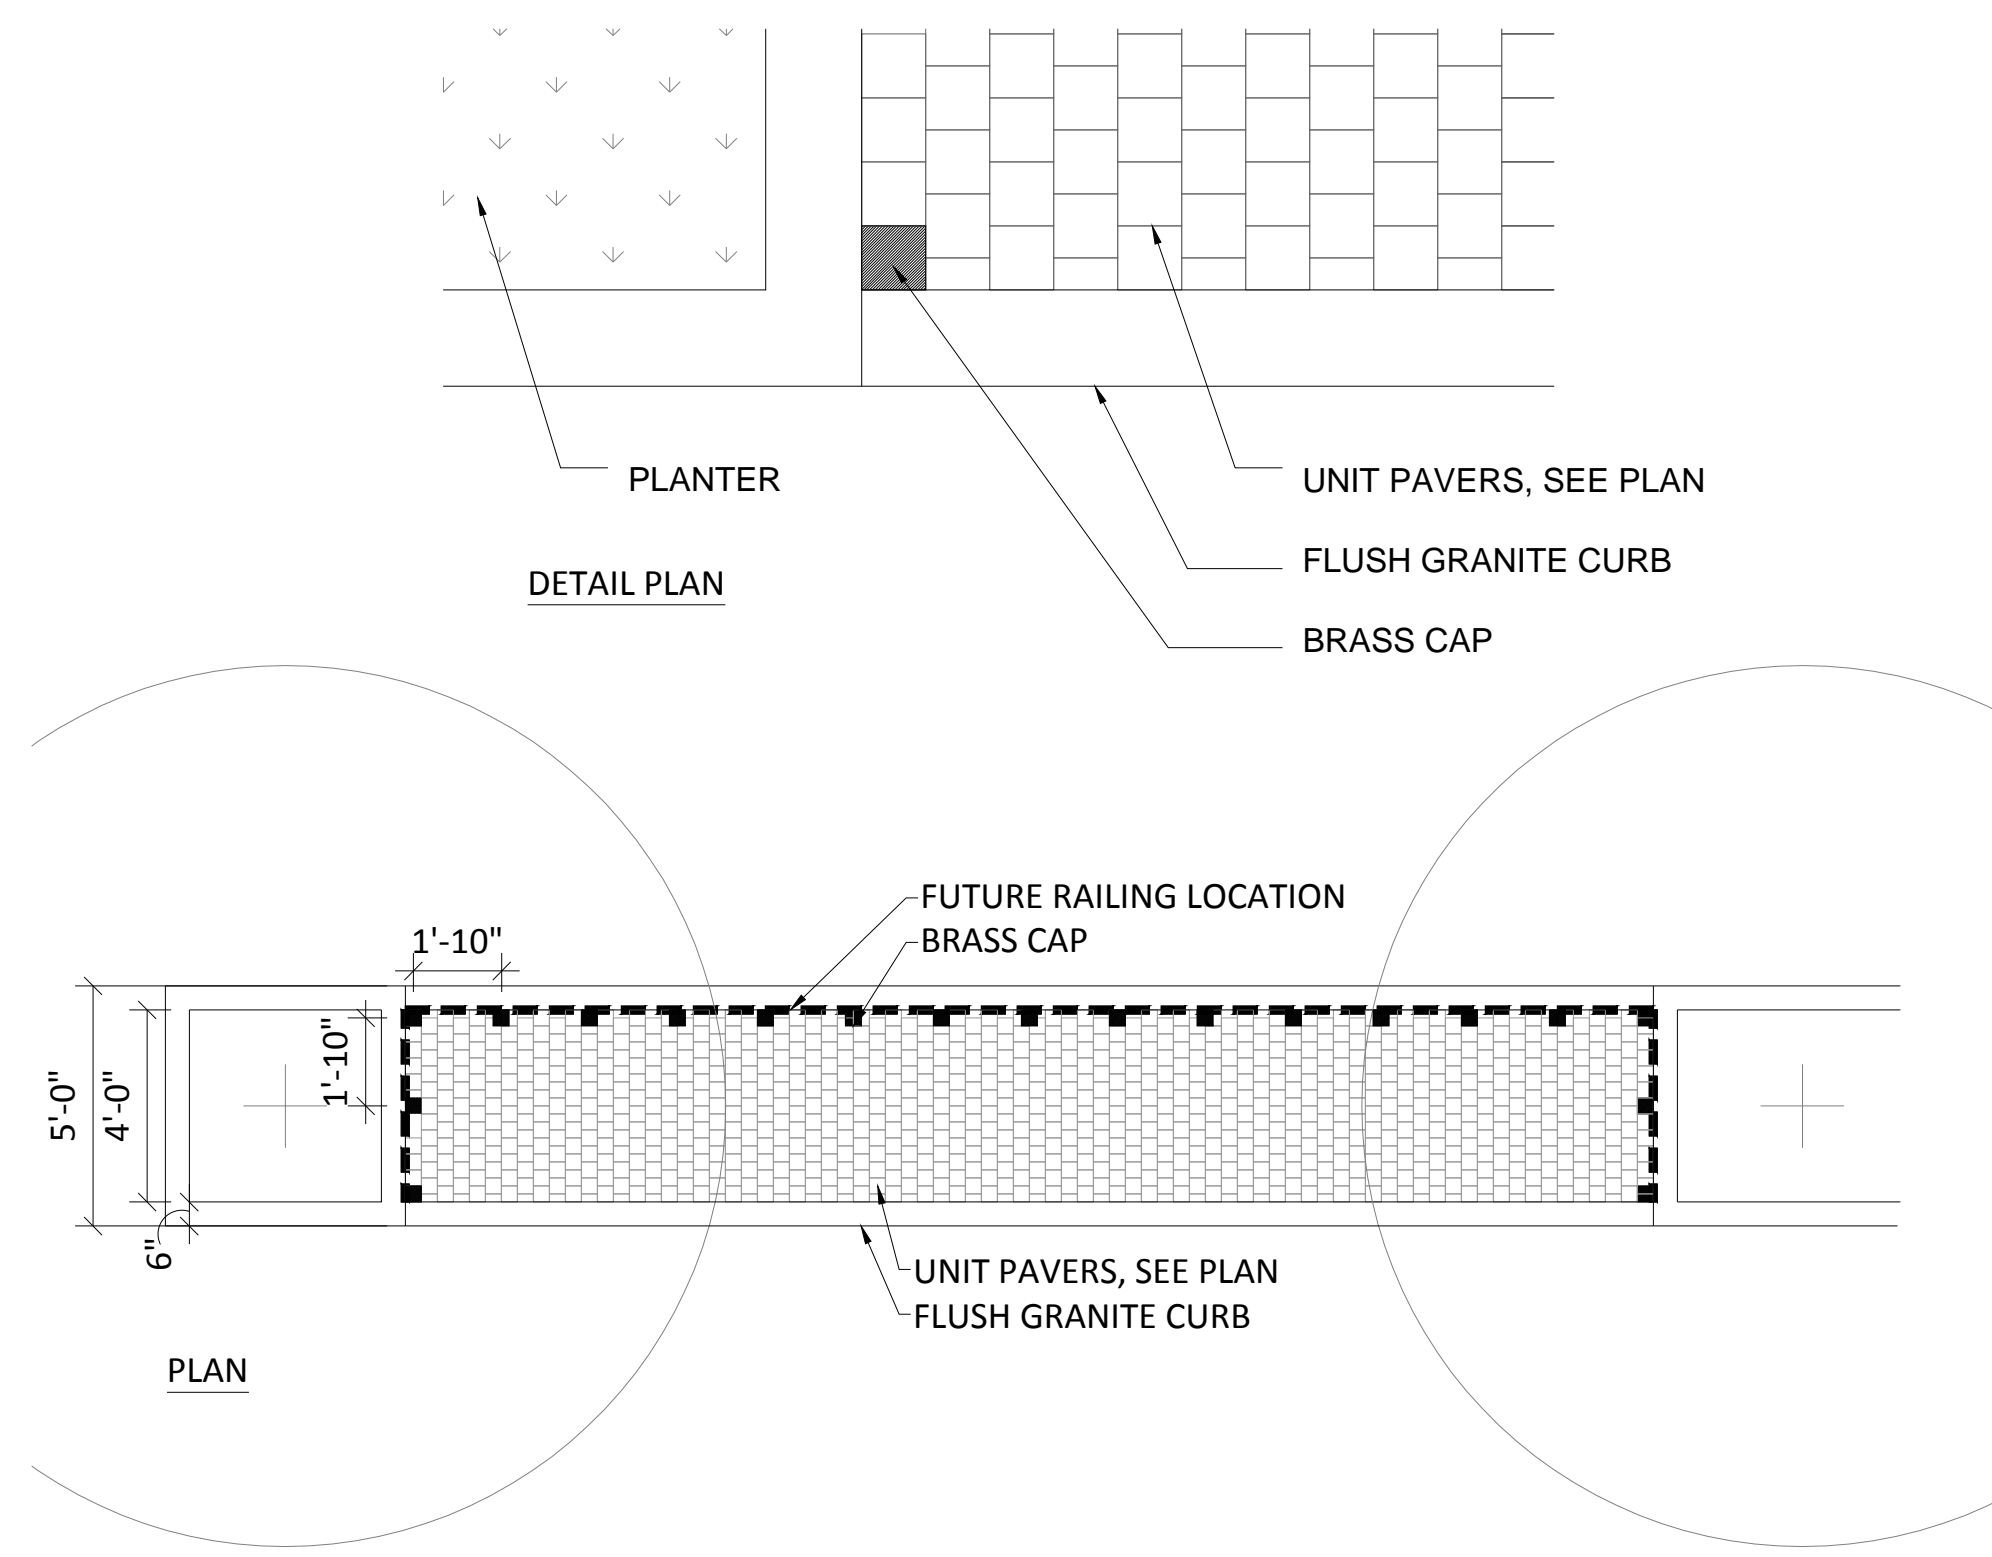 PLANTER
UNIT PAVERS, SEE PLAN
FLUSH GRANITE CURB
DETAIL PLAN
BRASS CAP
FUTURE RAILING LOCATION
BRASS CAP
1'-10"
1'-10"
5'-0"
4'-0"
6"
UNIT PAVERS, SEE PLAN
FLUSH GRANITE CURB
PLAN